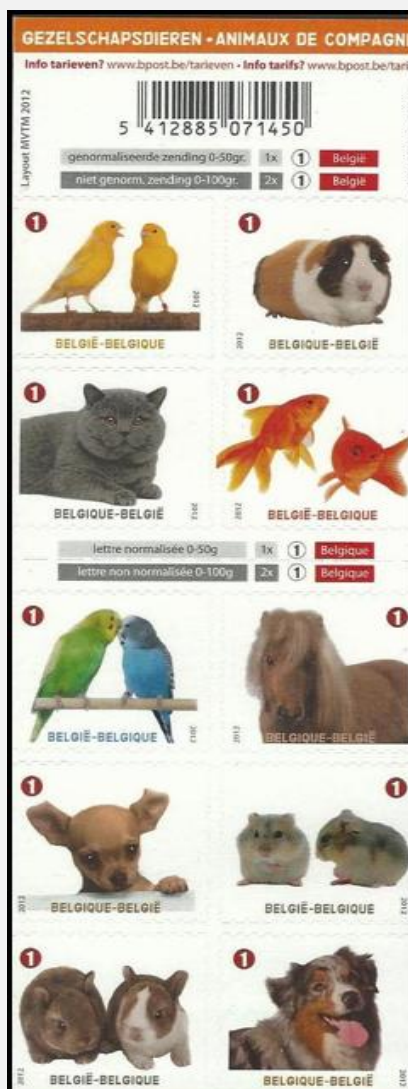 GEZELSCHAPSDIEREN • ANIMAUX DE COMPAGN
Info tarieven? www.bpost.be/tarieven • Info tarifs? www.bpost.be/tari
Layout MVTM 2012
5 412885 071450
genormaliseerde zending 0-50gr. 1x 1 België
niet genorm. zending 0-100gr. 2x 1 België
1
2012
BELGIË-BELGIQUE
2012
BELGIQUE-BELGIË
1
BELGIQUE-BELGIË
2012
1
2012
BELGIË-BELGIQUE
lettre normalisée 0-50g 1x 1 Belgique
lettre non normalisée 0-100g 2x 1 Belgique
1
BELGIË-BELGIQUE
2012
1
2012
BELGIQUE-BELGIË
1
2012
BELGIQUE-BELGIË
1
BELGIË-BELGIQUE
2012
1
2012
BELGIË-BELGIQUE
1
BELGIQUE-BELGIË
2012